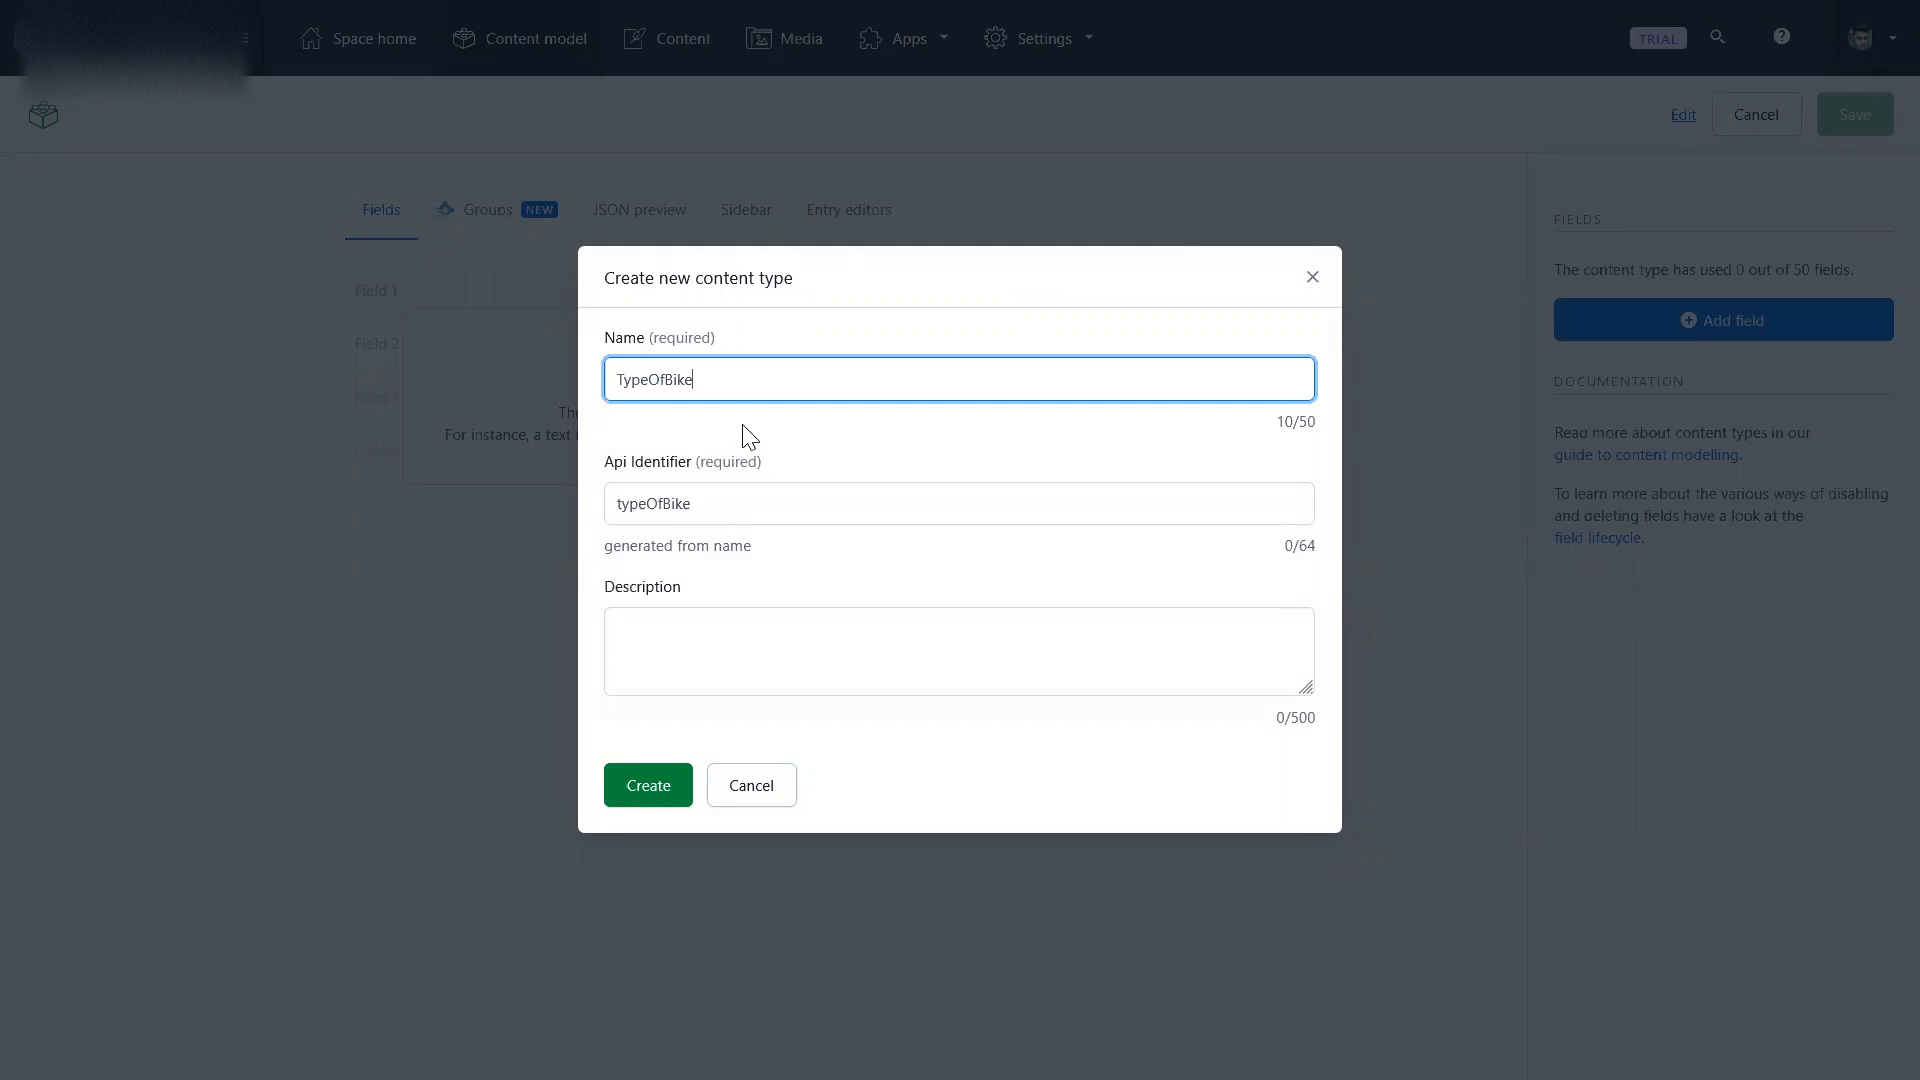 Space home
Content model
Content
Media
Apps
Settings
TRIAL
Edit
Cancel
Save
Fields
Groups NEW
JSON preview
Sidebar
Entry editors
Field 1
Field 2
For instance, a text
Create new content type
Name (required)
TypeOfBike
10/50
Api Identifier (required)
typeOfBike
generated from name
0/64
Description
0/500
Create
Cancel
FIELDS
The content type has used 0 out of 50 fields.
Add field
DOCUMENTATION
Read more about content types in our
guide to content modelling.
To learn more about the various ways of disabling
and deleting fields have a look at the
field lifecycle.